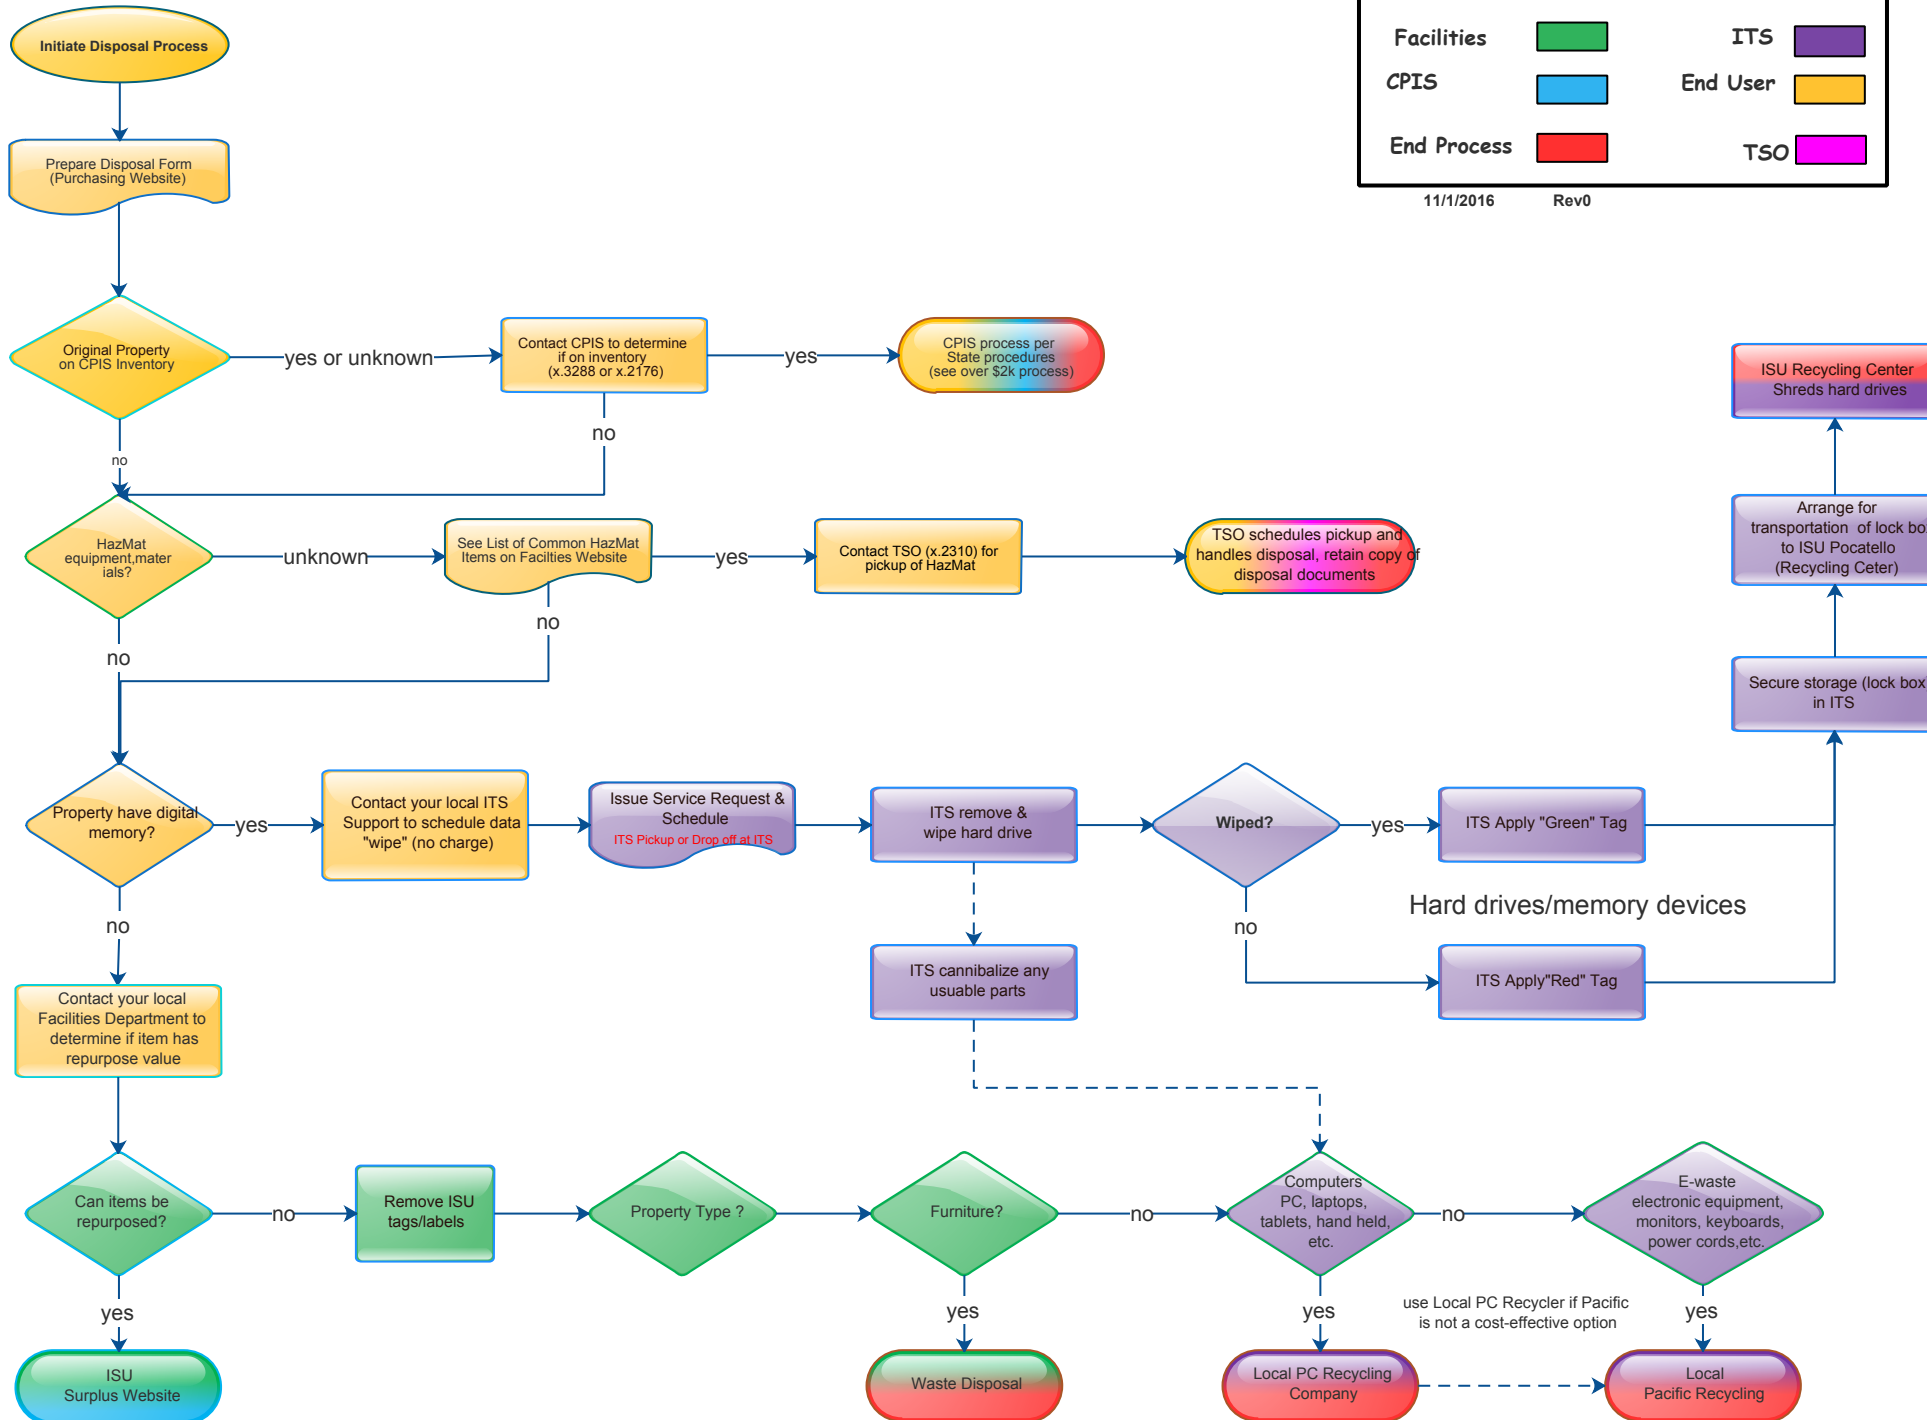 Initiate Disposal Process
Facilities
ITS
CPIS
End User
End Process
TSO
11/1/2016 Rev0
Prepare Disposal Form
(Purchasing Website)
Original Property
on CPIS Inventory
yes or unknown
Contact CPIS to determine
if on inventory
(x.3288 or x.2176)
yes
CPIS process per
State procedures
(see over $2k process)
no
no
ISU Recycling Center
Shreds hard drives
HazMat
equipment,mater
ials?
unknown
See List of Common HazMat
Items on Facilties Website
yes
Contact TSO (x.2310) for
pickup of HazMat
TSO schedules pickup and
handles disposal, retain copy of
disposal documents
Arrange for
transportation of lock box
to ISU Pocatello
(Recycling Ceter)
no
no
Secure storage (lock box)
in ITS
Property have digital
memory?
yes
Contact your local ITS
Support to schedule data
"wipe" (no charge)
Issue Service Request &
Schedule
ITS Pickup or Drop off at ITS
ITS remove &
wipe hard drive
Wiped?
yes
ITS Apply "Green" Tag
Hard drives/memory devices
no
no
ITS cannibalize any
usuable parts
ITS Apply"Red" Tag
Contact your local
Facilities Department to
determine if item has
repurpose value
Can items be
repurposed?
no
Remove ISU
tags/labels
Property Type ?
Furniture?
no
Computers
PC, laptops,
tablets, hand held,
etc.
no
E-waste
electronic equipment,
monitors, keyboards,
power cords,etc.
yes
yes
yes
use Local PC Recycler if Pacific
is not a cost-effective option
yes
ISU
Surplus Website
Waste Disposal
Local PC Recycling
Company
Local
Pacific Recycling